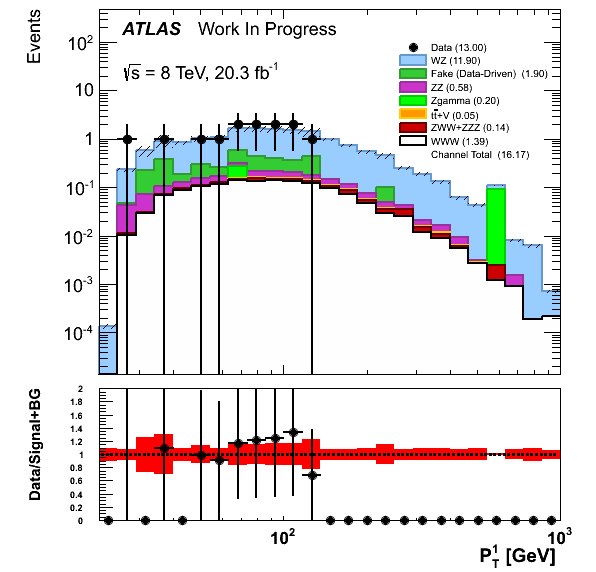 Events
ATLAS Work In Progress
√s = 8 TeV, 20.3 fb⁻¹
Data (13.00)
WZ (11.90)
Fake (Data-Driven) (1.90)
ZZ (0.58)
Zgamma (0.20)
tt̄+V (0.05)
ZWW+ZZZ (0.14)
WWW (1.39)
Channel Total (16.17)
10²
10
1
10⁻¹
10⁻²
10⁻³
10⁻⁴
Data/Signal+BG
2
1.8
1.6
1.4
1.2
1
0.8
0.6
0.4
0.2
0
10² 10³
P¹_T [GeV]